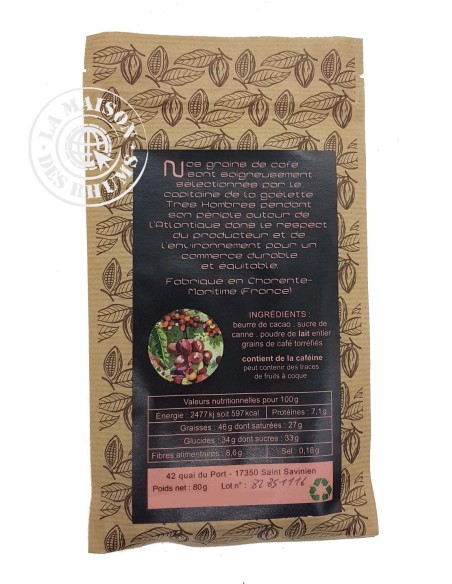 LA MAISON
DES RHUMS
Nos grains de café
sont soigneusement
sélectionnés par le
capitaine de la goélette
Tres Hombres pendant
son périple autour de
l'Atlantique dans le respect
du producteur et de
l'environnement pour un
commerce durable
et équitable.
Fabriqué en Charente-
Maritime (France)
INGRÉDIENTS :
beurre de cacao . sucre de
canne . poudre de lait entier
grains de café torréfiés
contient de la caféine
peut contenir des traces
de fruits à coque
Valeurs nutritionnelles pour 100g
Energie : 2477kj soit 597kcal Protéines : 7,1g
Graisses : 46g dont saturées : 27g
Glucides : 34g dont sucres : 33g
Fibres alimentaires : 8,6g Sel : 0,16g
42 quai du Port - 17350 Saint Savinien
Poids net : 80g Lot n° :